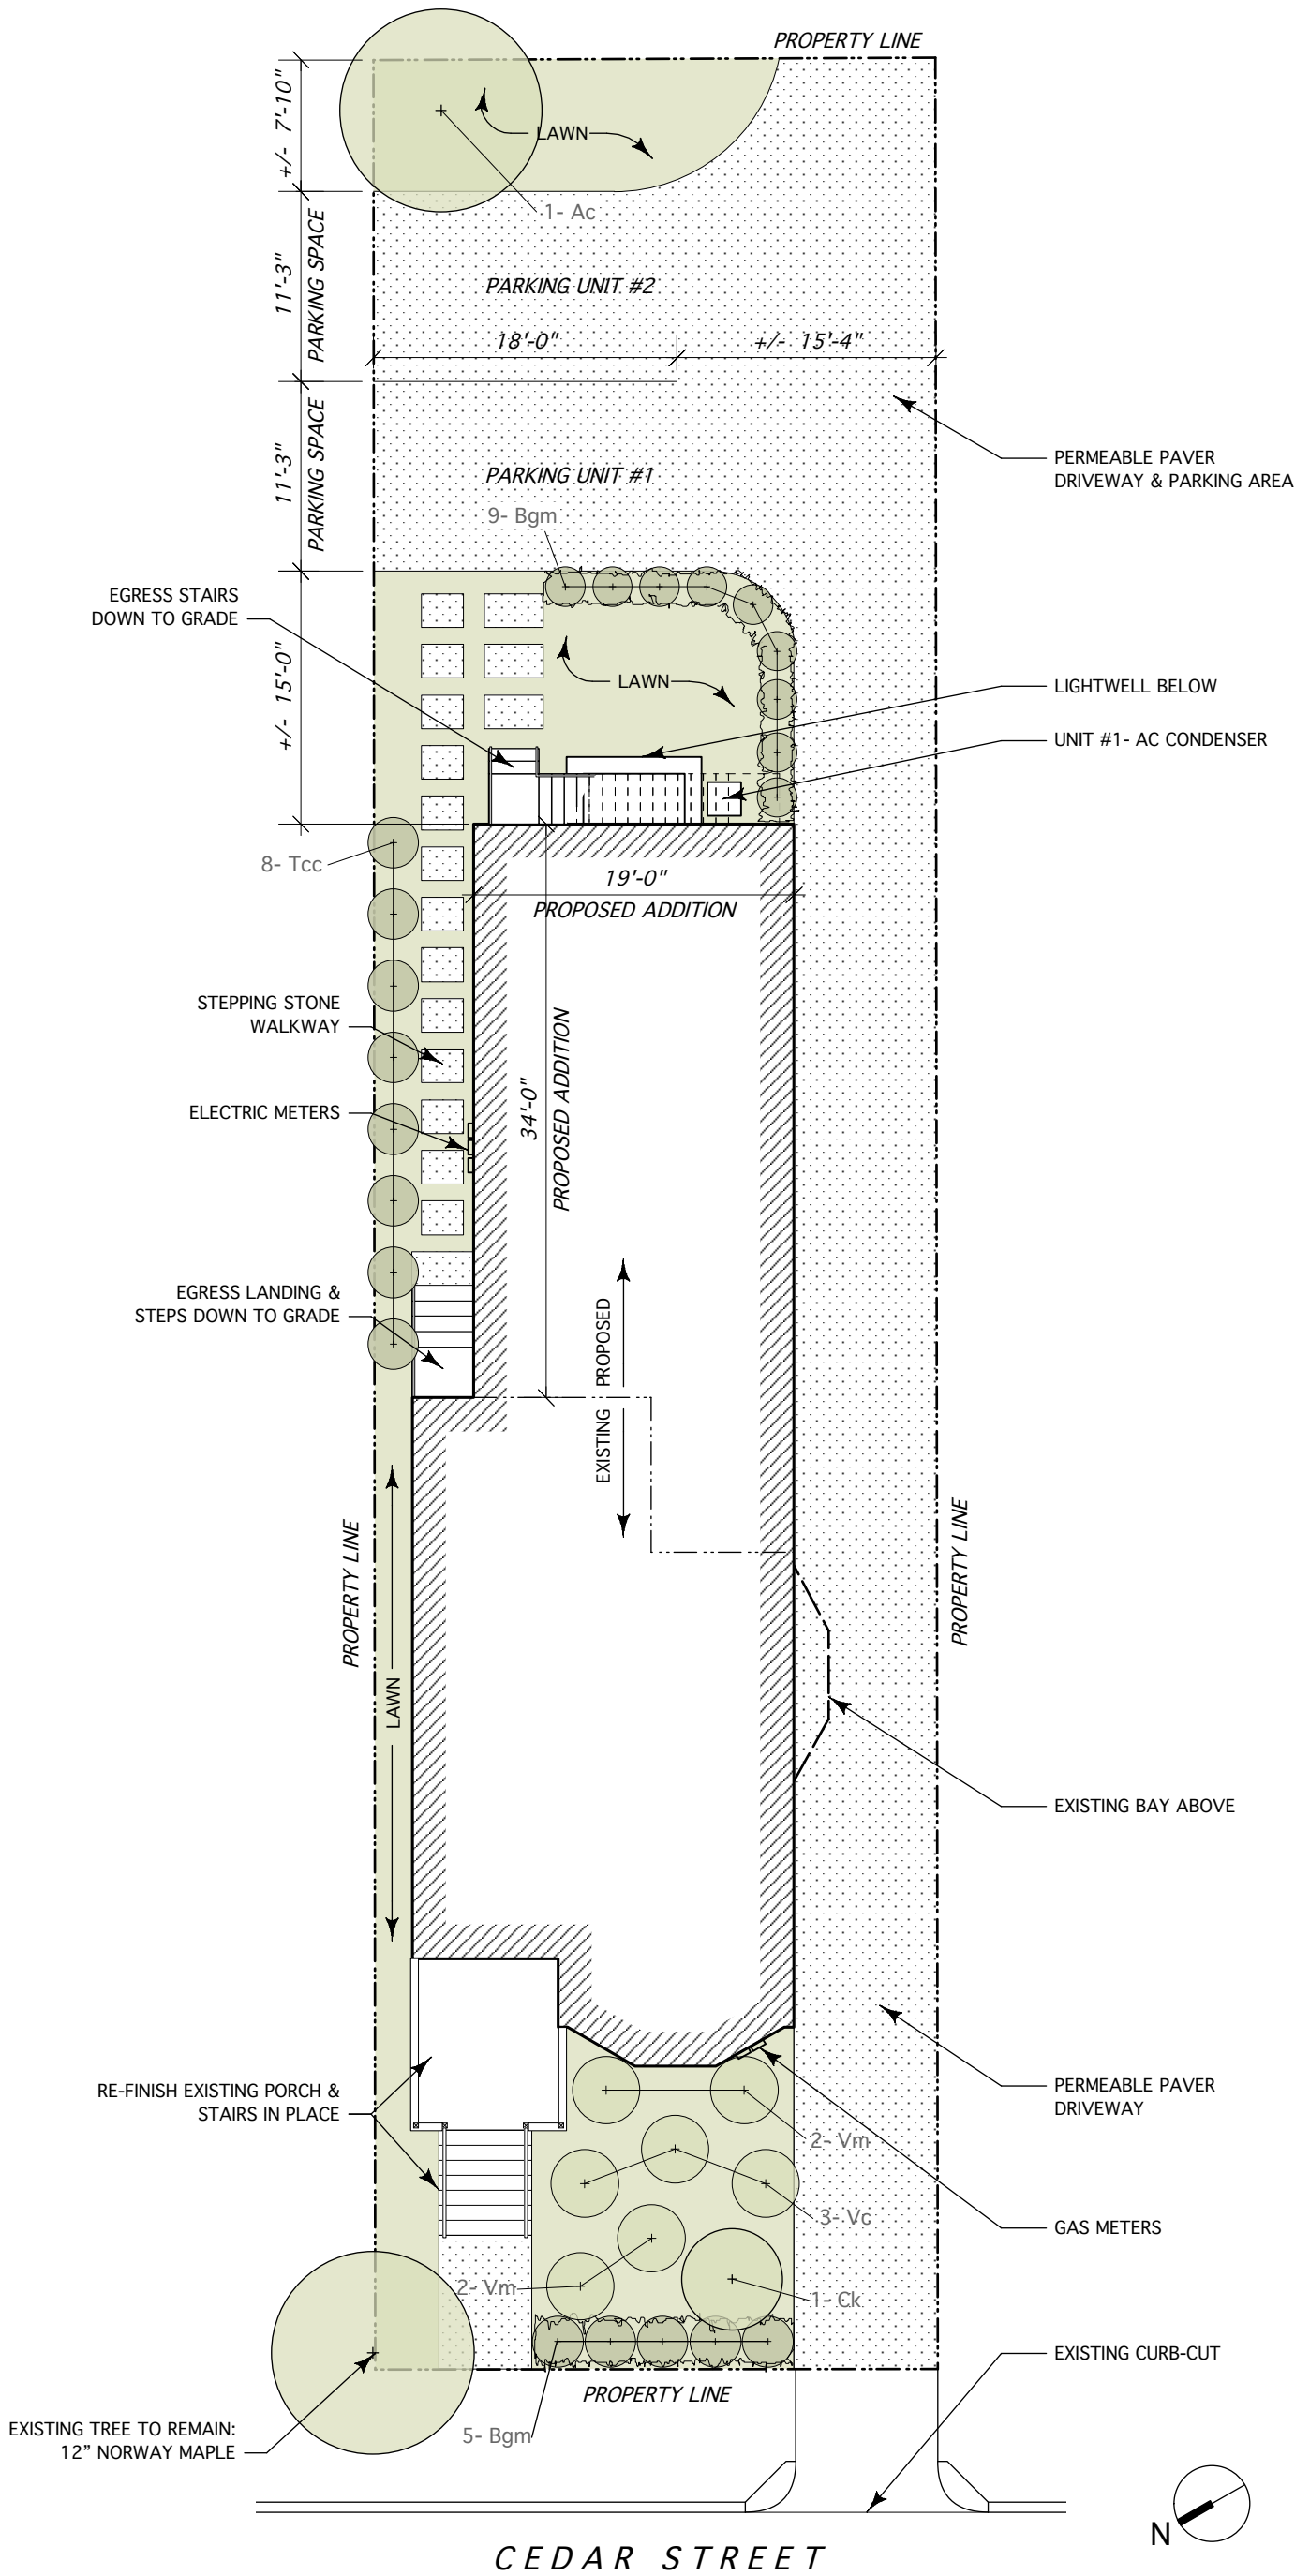 PROPERTY LINE
+/- 7'-10"
LAWN
1- Ac
11'-3"
PARKING SPACE
PARKING UNIT #2
18'-0"
+/- 15'-4"
11'-3"
PARKING SPACE
PERMEABLE PAVER
DRIVEWAY & PARKING AREA
PARKING UNIT #1
9- Bgm
EGRESS STAIRS
DOWN TO GRADE
+/- 15'-0"
LAWN
LIGHTWELL BELOW
UNIT #1- AC CONDENSER
8- Tcc
19'-0"
PROPOSED ADDITION
STEPPING STONE
WALKWAY
34'-0"
PROPOSED ADDITION
ELECTRIC METERS
EGRESS LANDING &
STEPS DOWN TO GRADE
PROPOSED
EXISTING
PROPERTY LINE
PROPERTY LINE
LAWN
EXISTING BAY ABOVE
RE-FINISH EXISTING PORCH &
STAIRS IN PLACE
PERMEABLE PAVER
DRIVEWAY
2- Vm
3- Vc
GAS METERS
2- Vm
1- Ck
EXISTING CURB-CUT
PROPERTY LINE
5- Bgm
EXISTING TREE TO REMAIN:
12” NORWAY MAPLE
N
CEDAR STREET